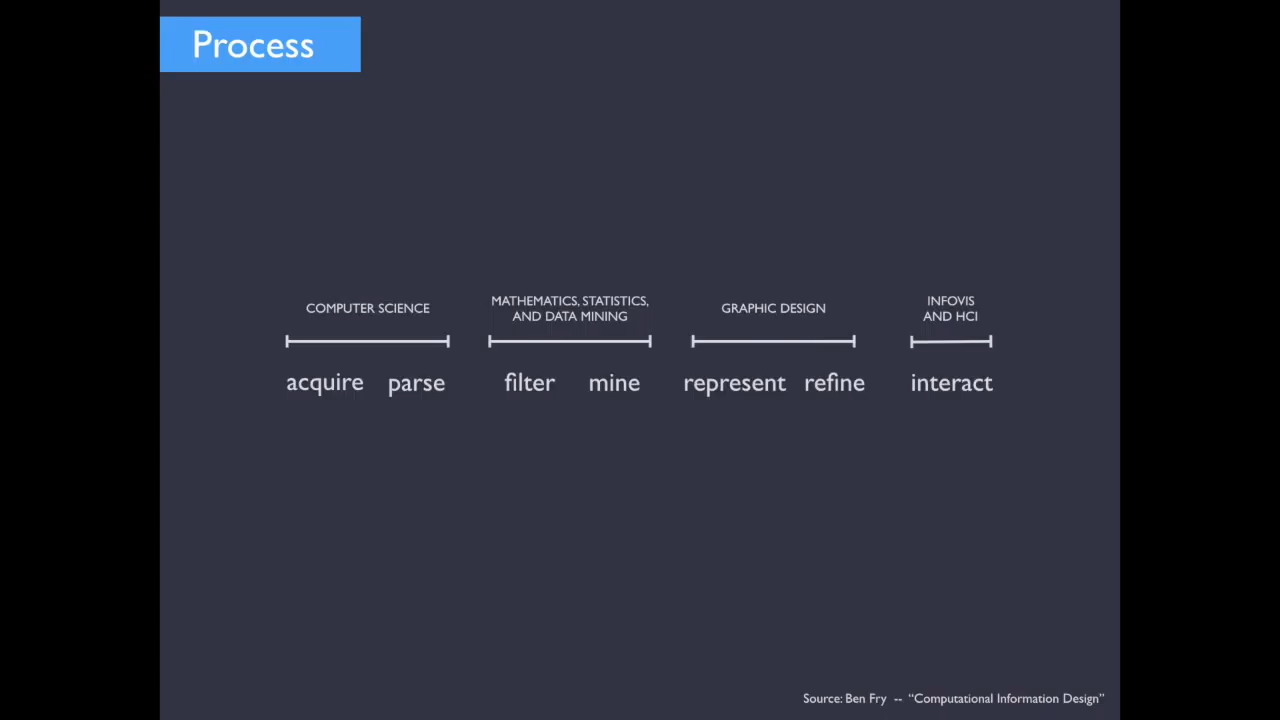 Process
COMPUTER SCIENCE
MATHEMATICS, STATISTICS,
AND DATA MINING
GRAPHIC DESIGN
INFOVIS
AND HCI
acquire parse filter mine represent refine interact
Source: Ben Fry -- “Computational Information Design”